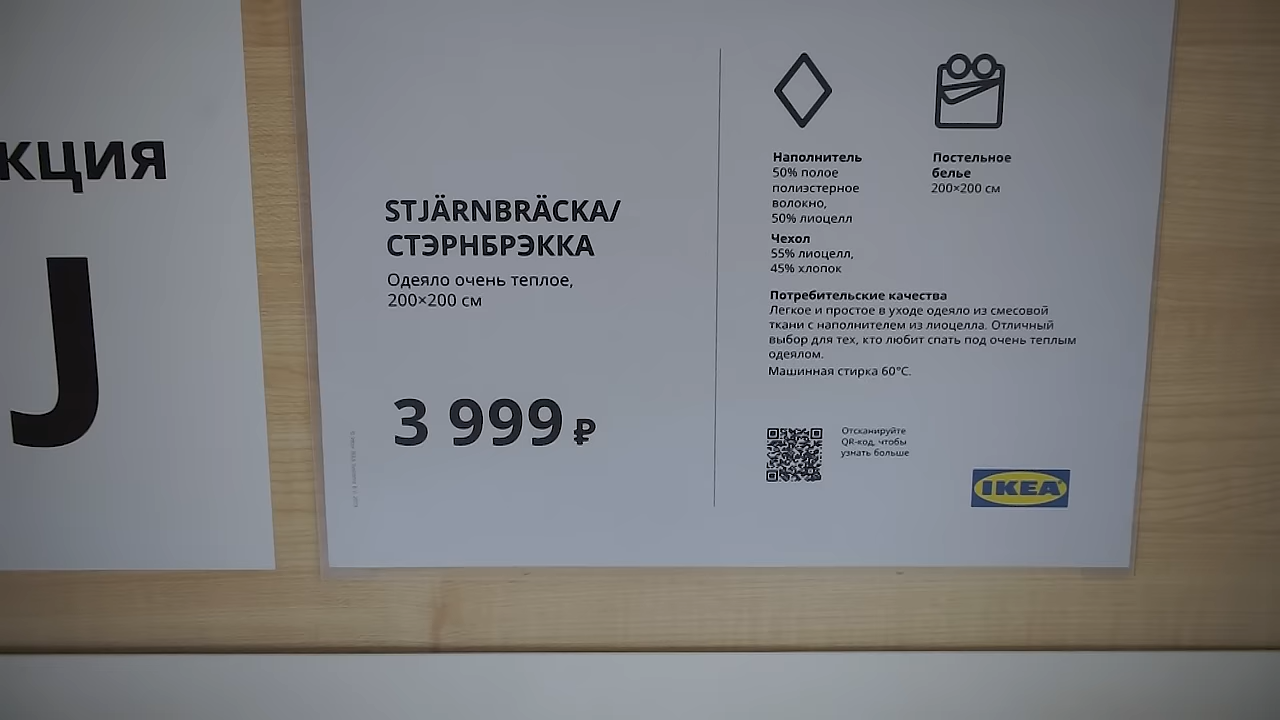 кция
J
STJÄRNBRÄCKA/
СТЭРНБРЭККА
Одеяло очень теплое,
200×200 см
3 999 ₽
Наполнитель
50% полое
полиэстерное
волокно,
50% лиоцелл
Чехол
55% лиоцелл,
45% хлопок
Постельное
белье
200×200 см
Потребительские качества
Легкое и простое в уходе одеяло из смесовой
ткани с наполнителем из лиоцелла. Отличный
выбор для тех, кто любит спать под очень теплым
одеялом.
Машинная стирка 60°C.
Отсканируйте
QR-код, чтобы
узнать больше
IKEA